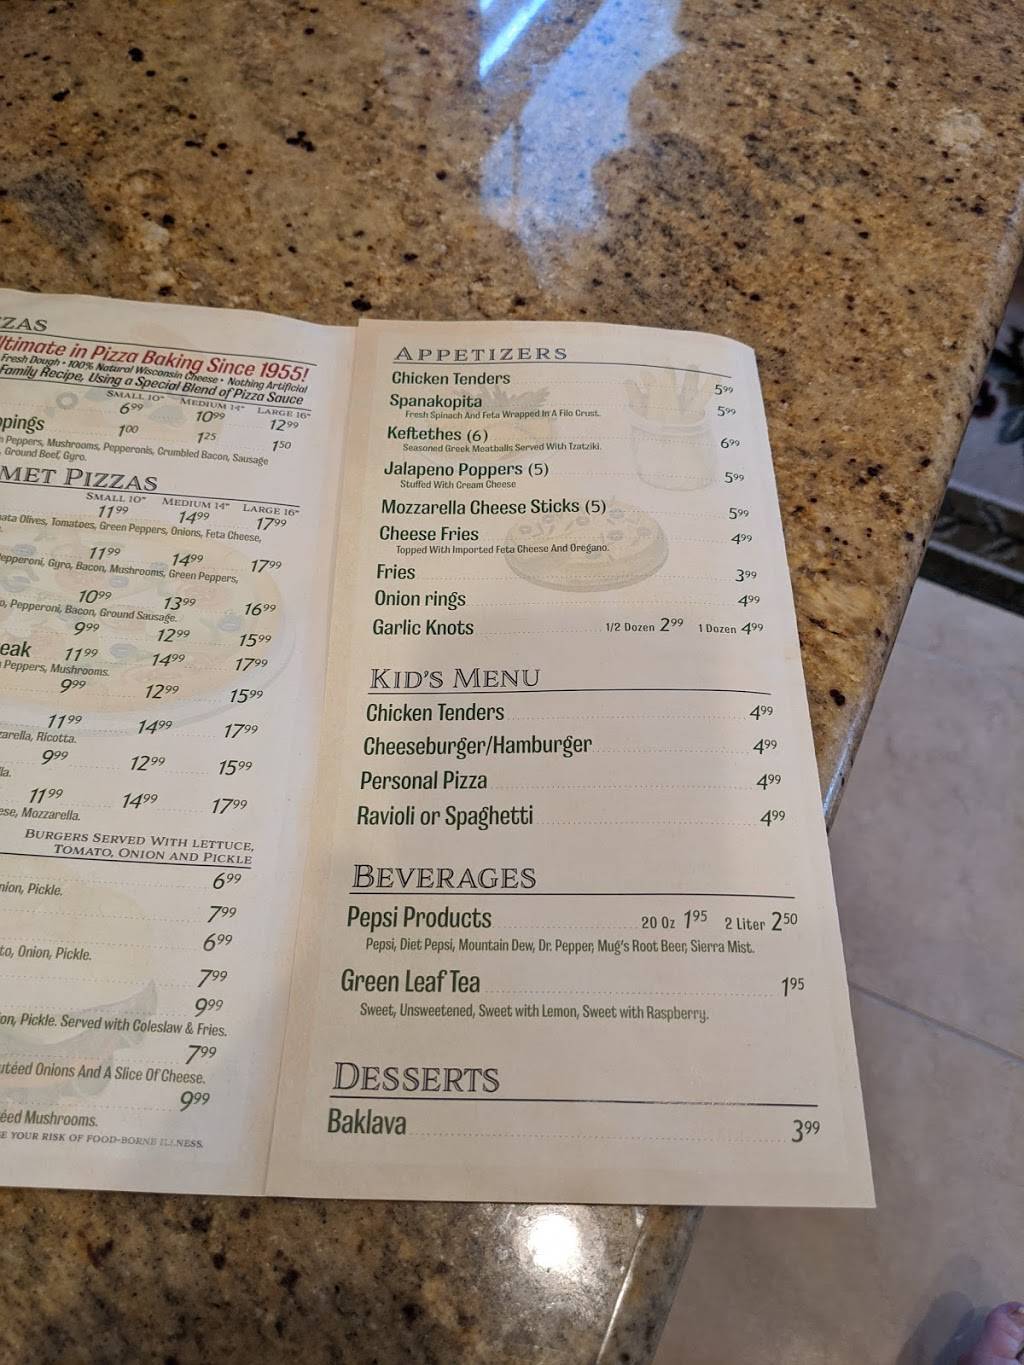 ZZAS
ltimate in Pizza Baking Since 1955!
Fresh Dough • 100% Natural Wisconsin Cheese • Nothing Artificial
Family Recipe, Using a Special Blend of Pizza Sauce
SMALL 10" MEDIUM 14" LARGE 16"
6.99 10.99 12.99
ppings 1.00 1.25 1.50
Peppers, Mushrooms, Pepperonis, Crumbled Bacon, Sausage
, Ground Beef, Gyro.
MET PIZZAS
SMALL 10" MEDIUM 14" LARGE 16"
11.99 14.99 17.99
ata Olives, Tomatoes, Green Peppers, Onions, Feta Cheese,
11.99 14.99 17.99
epperoni, Gyro, Bacon, Mushrooms, Green Peppers,
10.99 13.99 16.99
o, Pepperoni, Bacon, Ground Sausage.
9.99 12.99 15.99
eak 11.99 14.99 17.99
Peppers, Mushrooms.
9.99 12.99 15.99
11.99 14.99 17.99
zarella, Ricotta.
9.99 12.99 15.99
la.
11.99 14.99 17.99
ese, Mozzarella.
BURGERS SERVED WITH LETTUCE,
TOMATO, ONION AND PICKLE
6.99
nion, Pickle.
7.99
6.99
to, Onion, Pickle.
7.99
9.99
on, Pickle. Served with Coleslaw & Fries.
7.99
utéed Onions And A Slice Of Cheese.
9.99
éed Mushrooms.
E YOUR RISK OF FOOD-BORNE ILLNESS.
APPETIZERS
Chicken Tenders 5.99
Spanakopita 5.99
Fresh Spinach And Feta Wrapped In A Filo Crust.
Keftethes (6) 6.99
Seasoned Greek Meatballs Served With Tzatziki.
Jalapeno Poppers (5) 5.99
Stuffed With Cream Cheese
Mozzarella Cheese Sticks (5) 5.99
Cheese Fries 4.99
Topped With Imported Feta Cheese And Oregano.
Fries 3.99
Onion rings 4.99
Garlic Knots 1/2 Dozen 2.99 1 Dozen 4.99
KID'S MENU
Chicken Tenders 4.99
Cheeseburger/Hamburger 4.99
Personal Pizza 4.99
Ravioli or Spaghetti 4.99
BEVERAGES
Pepsi Products 20 Oz 1.95 2 Liter 2.50
Pepsi, Diet Pepsi, Mountain Dew, Dr. Pepper, Mug's Root Beer, Sierra Mist.
Green Leaf Tea 1.95
Sweet, Unsweetened, Sweet with Lemon, Sweet with Raspberry.
DESSERTS
Baklava 3.99